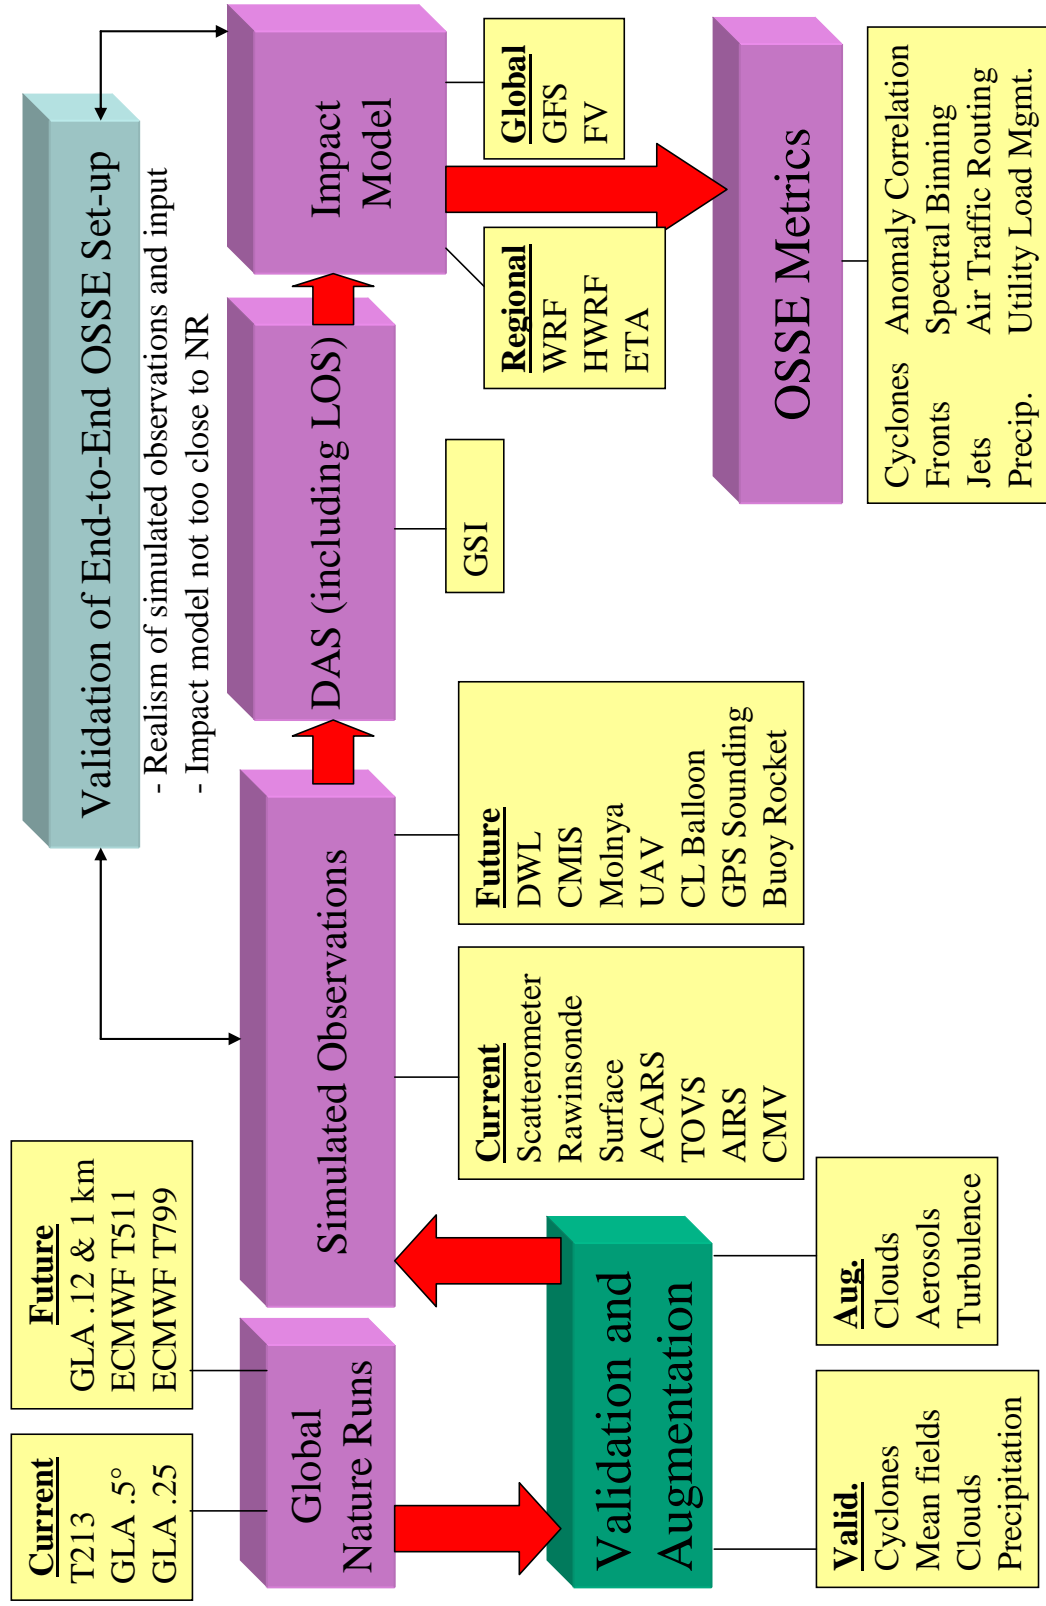 Validation of End-to-End OSSE Set-up
- Realism of simulated observations and input
- Impact model not too close to NR
Current
T213
GLA .5°
GLA .25
Future
GLA .12 & 1 km
ECMWF T511
ECMWF T799
Global
Nature Runs
Simulated Observations
DAS (including LOS)
Impact
Model
Validation and
Augmentation
Valid.
Cyclones
Mean fields
Clouds
Precipitation
Aug.
Clouds
Aerosols
Turbulence
Current
Scatterometer
Rawinsonde
Surface
ACARS
TOVS
AIRS
CMV
Future
DWL
CMIS
Molnya
UAV
CL Balloon
GPS Sounding
Buoy Rocket
GSI
Regional
WRF
HWRF
ETA
Global
GFS
FV
OSSE Metrics
Cyclones Anomaly Correlation
Fronts Spectral Binning
Jets Air Traffic Routing
Precip. Utility Load Mgmt.